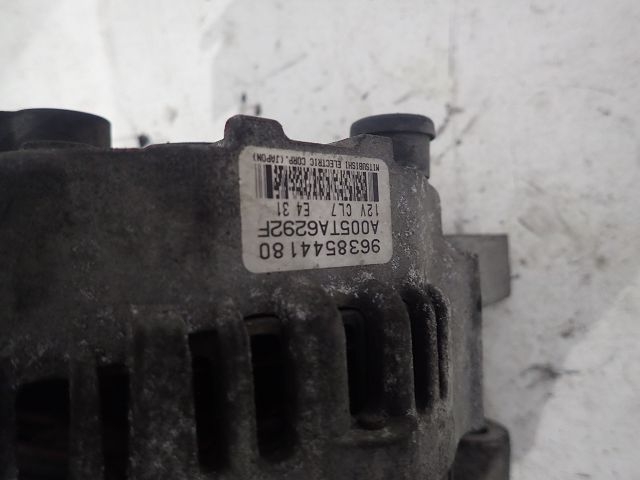 9638544180
A005TA6292F
12V CL7 E4 31
MITSUBISHI ELECTRIC CORP.(JAPON)